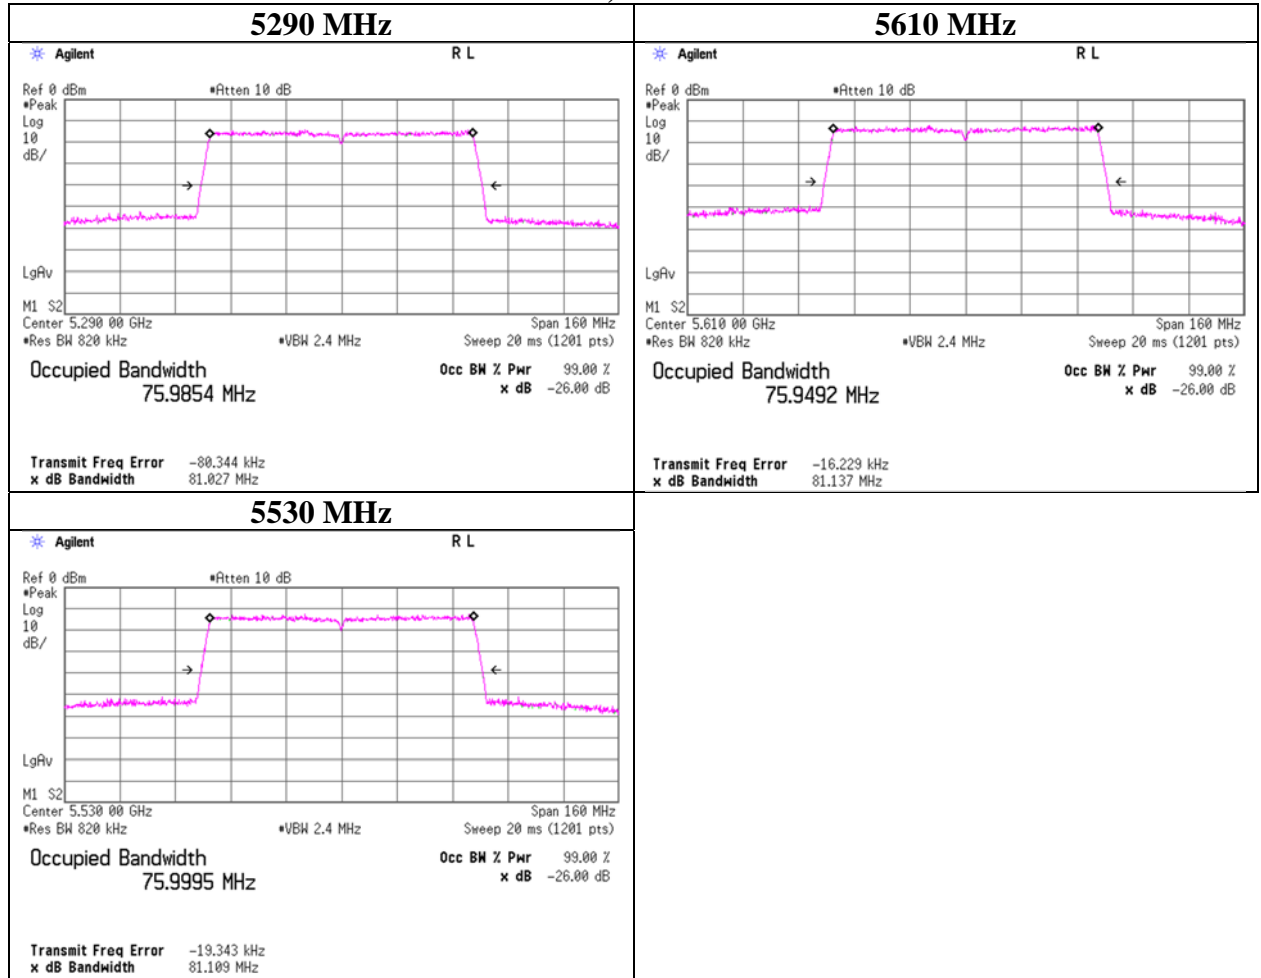 5290 MHz
Agilent R L
Ref 0 dBm *Atten 10 dB
*Peak
Log
10
dB/
LgAv
M1 S2
Center 5.290 00 GHz Span 160 MHz
*Res BW 820 kHz *VBW 2.4 MHz Sweep 20 ms (1201 pts)
Occupied Bandwidth Occ BW % Pwr 99.00 %
75.9854 MHz x dB -26.00 dB
Transmit Freq Error -80.344 kHz
x dB Bandwidth 81.027 MHz
5610 MHz
Agilent R L
Ref 0 dBm *Atten 10 dB
*Peak
Log
10
dB/
LgAv
M1 S2
Center 5.610 00 GHz Span 160 MHz
*Res BW 820 kHz *VBW 2.4 MHz Sweep 20 ms (1201 pts)
Occupied Bandwidth Occ BW % Pwr 99.00 %
75.9492 MHz x dB -26.00 dB
Transmit Freq Error -16.229 kHz
x dB Bandwidth 81.137 MHz
5530 MHz
Agilent R L
Ref 0 dBm *Atten 10 dB
*Peak
Log
10
dB/
LgAv
M1 S2
Center 5.530 00 GHz Span 160 MHz
*Res BW 820 kHz *VBW 2.4 MHz Sweep 20 ms (1201 pts)
Occupied Bandwidth Occ BW % Pwr 99.00 %
75.9995 MHz x dB -26.00 dB
Transmit Freq Error -19.343 kHz
x dB Bandwidth 81.109 MHz